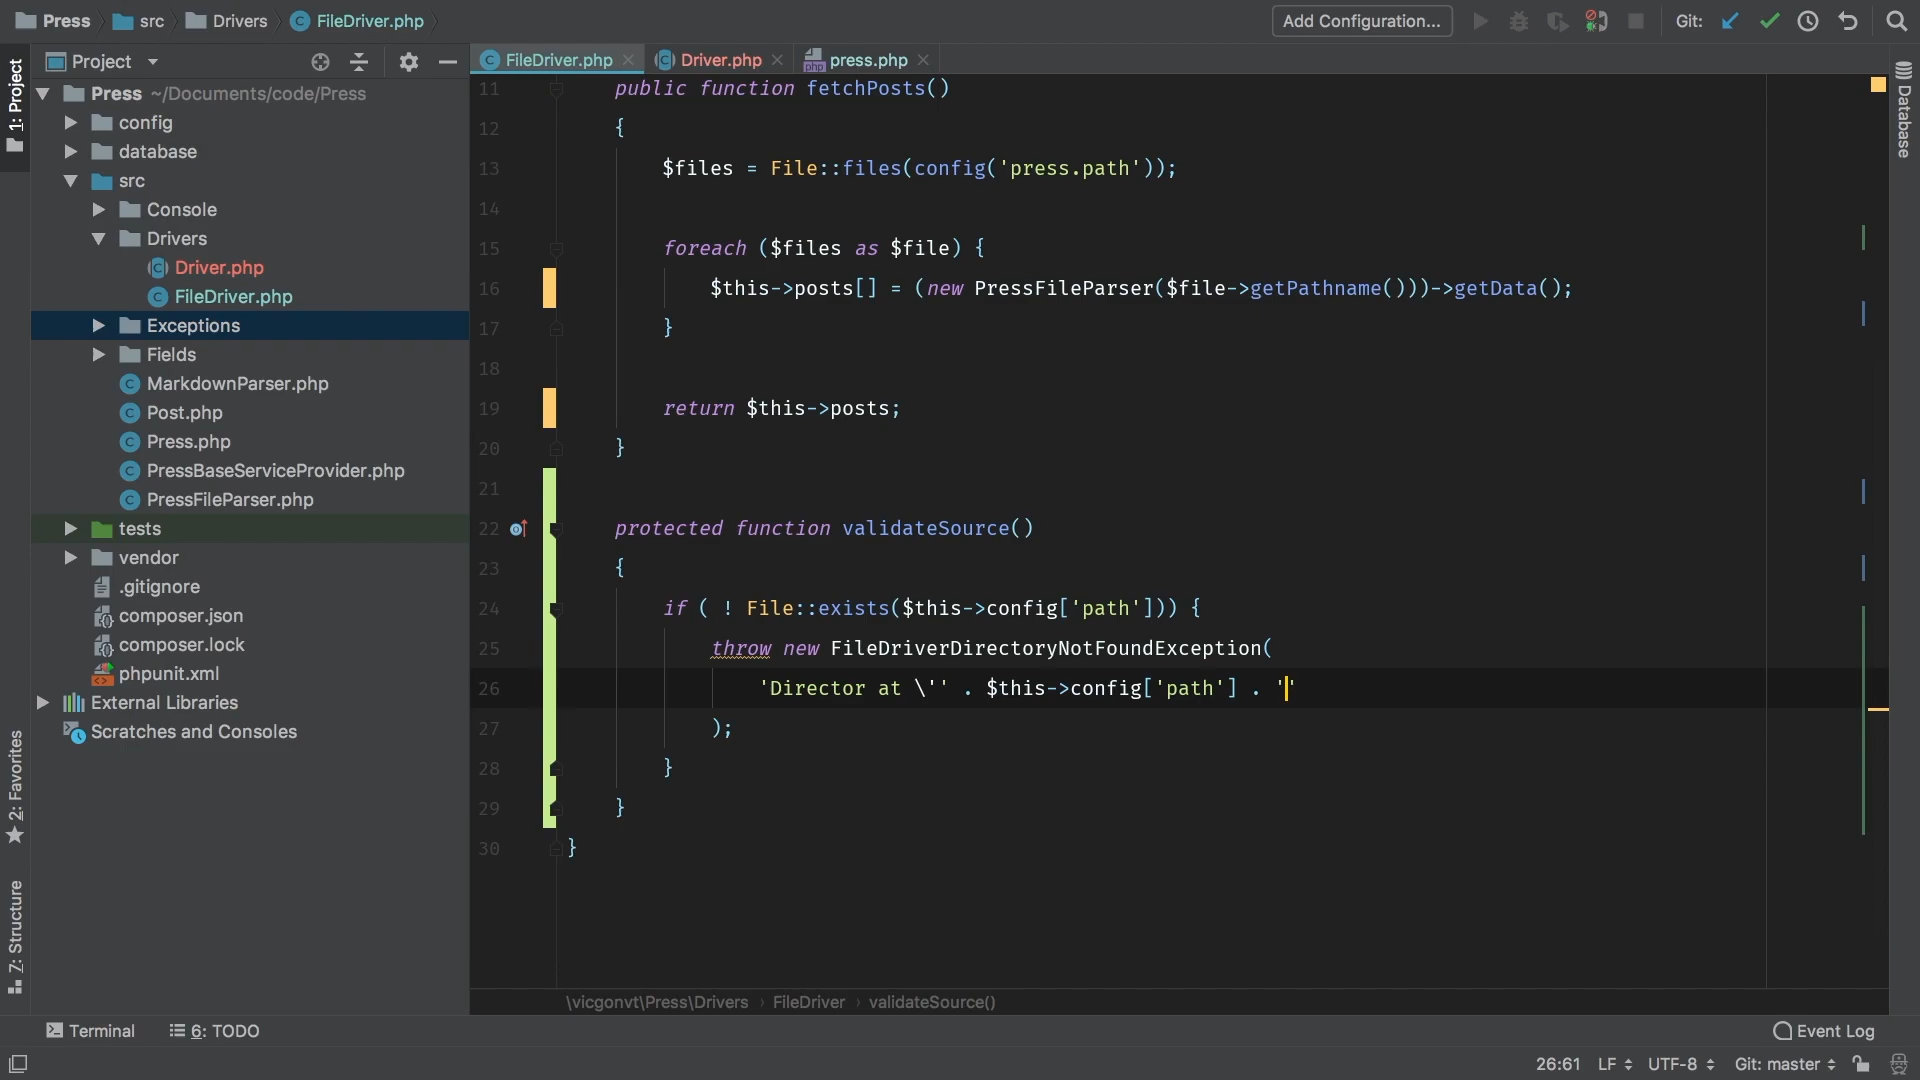 Press src Drivers FileDriver.php Add Configuration... Git:
1: Project
Project
Press ~/Documents/code/Press
config
database
src
Console
Drivers
Driver.php
FileDriver.php
Exceptions
Fields
MarkdownParser.php
Post.php
Press.php
PressBaseServiceProvider.php
PressFileParser.php
tests
vendor
.gitignore
composer.json
composer.lock
phpunit.xml
External Libraries
Scratches and Consoles
2: Favorites
Z: Structure
FileDriver.php Driver.php press.php
11 public function fetchPosts()
12 {
13 $files = File::files(config('press.path'));
14
15 foreach ($files as $file) {
16 $this->posts[] = (new PressFileParser($file->getPathname()))->getData();
17 }
18
19 return $this->posts;
20 }
21
22 protected function validateSource()
23 {
24 if ( ! File::exists($this->config['path'])) {
25 throw new FileDriverDirectoryNotFoundException(
26 'Director at \'' . $this->config['path'] . ''
27 );
28 }
29 }
30 }
\vicgonvt\Press\Drivers › FileDriver › validateSource()
Database
Terminal 6: TODO Event Log
26:61 LF UTF-8 Git: master